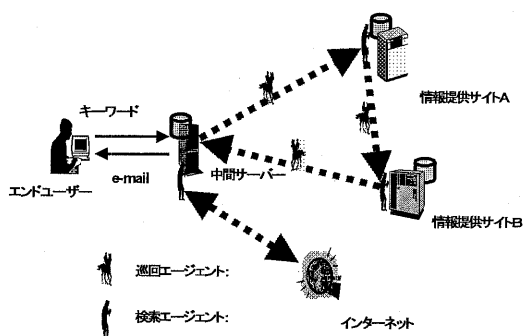 キーワード
情報提供サイトA
e-mail
中間サーバー
エンドユーザー
情報提供サイトB
巡回エージェント:
検索エージェント:
インターネット